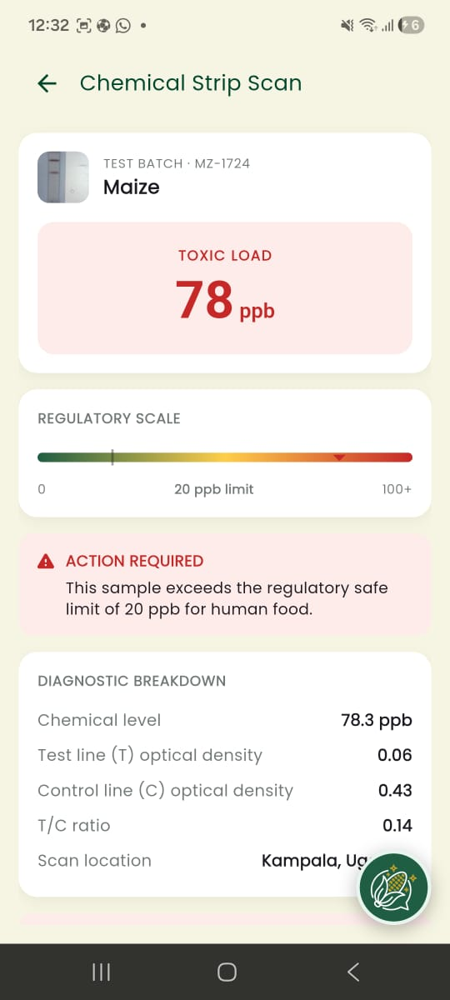 12:32
6
Chemical Strip Scan
TEST BATCH · MZ-1724
Maize
TOXIC LOAD
78 ppb
REGULATORY SCALE
0 20 ppb limit 100+
ACTION REQUIRED
This sample exceeds the regulatory safe
limit of 20 ppb for human food.
DIAGNOSTIC BREAKDOWN
Chemical level 78.3 ppb
Test line (T) optical density 0.06
Control line (C) optical density 0.43
T/C ratio 0.14
Scan location Kampala, Ug